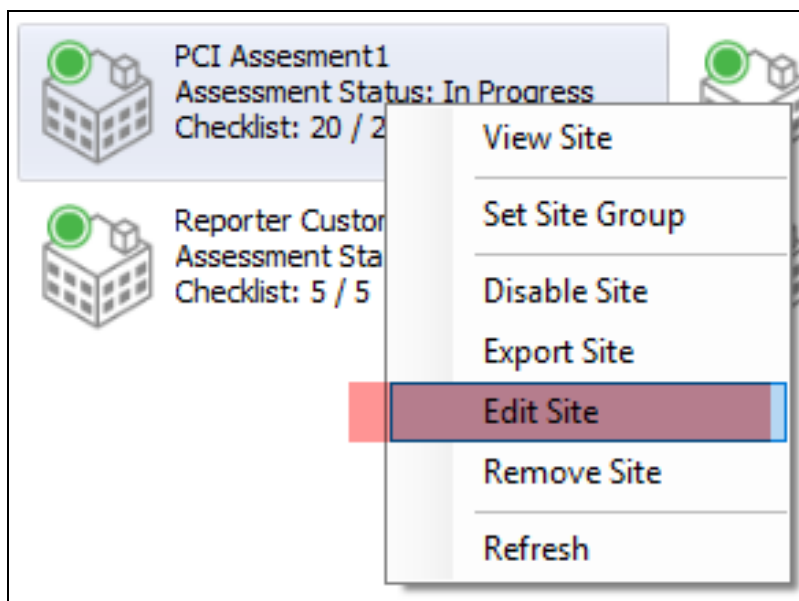 PCI Assesment1
Assessment Status: In Progress
Checklist: 20 / 2
Reporter Custo
Assessment Sta
Checklist: 5 / 5
View Site
Set Site Group
Disable Site
Export Site
Edit Site
Remove Site
Refresh